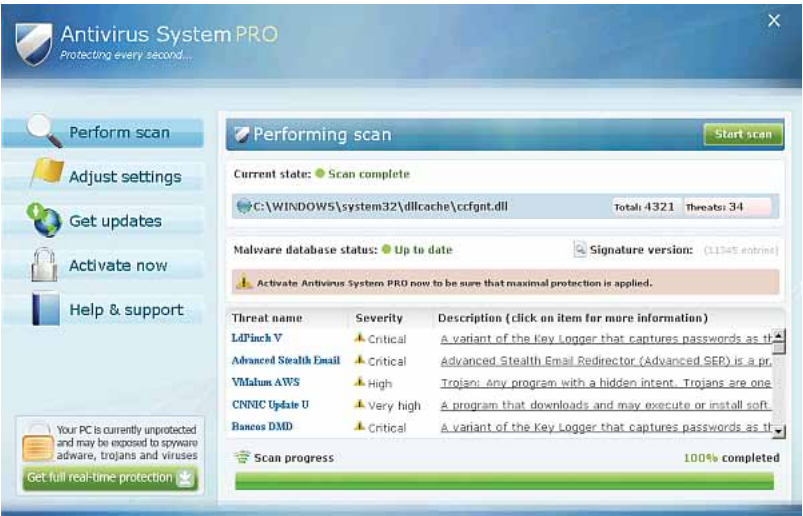 Antivirus System PRO
Protecting every second...
Perform scan
Adjust settings
Get updates
Activate now
Help & support
Your PC is currently unprotected
and may be exposed to spyware
adware, trojans and viruses
Get full real-time protection
Performing scan
Start scan
Current state: Scan complete
C:\WINDOWS\system32\dllcache\ccfgnt.dll Total: 4321 Threats: 34
Malware database status: Up to date Signature version: (11345 entries)
Activate Antivirus System PRO now to be sure that maximal protection is applied.
Threat name Severity Description (click on item for more information)
LdPinch V Critical A variant of the Key Logger that captures passwords as th
Advanced Stealth Email Critical Advanced Stealth Email Redirector (Advanced SER) is a pr.
VMalum AWS High Trojan: Any program with a hidden intent. Trojans are one
CNNIC Update U Very high A program that downloads and may execute or install soft
Bancos DMD Critical A variant of the Key Logger that captures passwords as th
Scan progress 100% completed